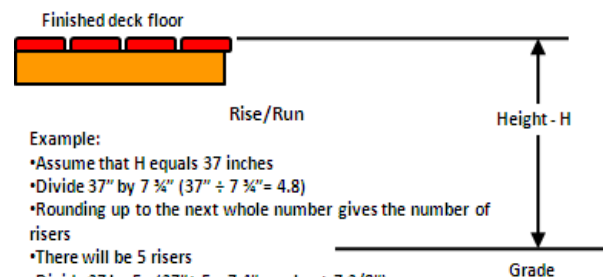 Finished deck floor
Rise/Run
Height - H
Example:
•Assume that H equals 37 inches
•Divide 37” by 7 ¾” (37” ÷ 7 ¾”= 4.8)
•Rounding up to the next whole number gives the number of
risers
•There will be 5 risers
Grade